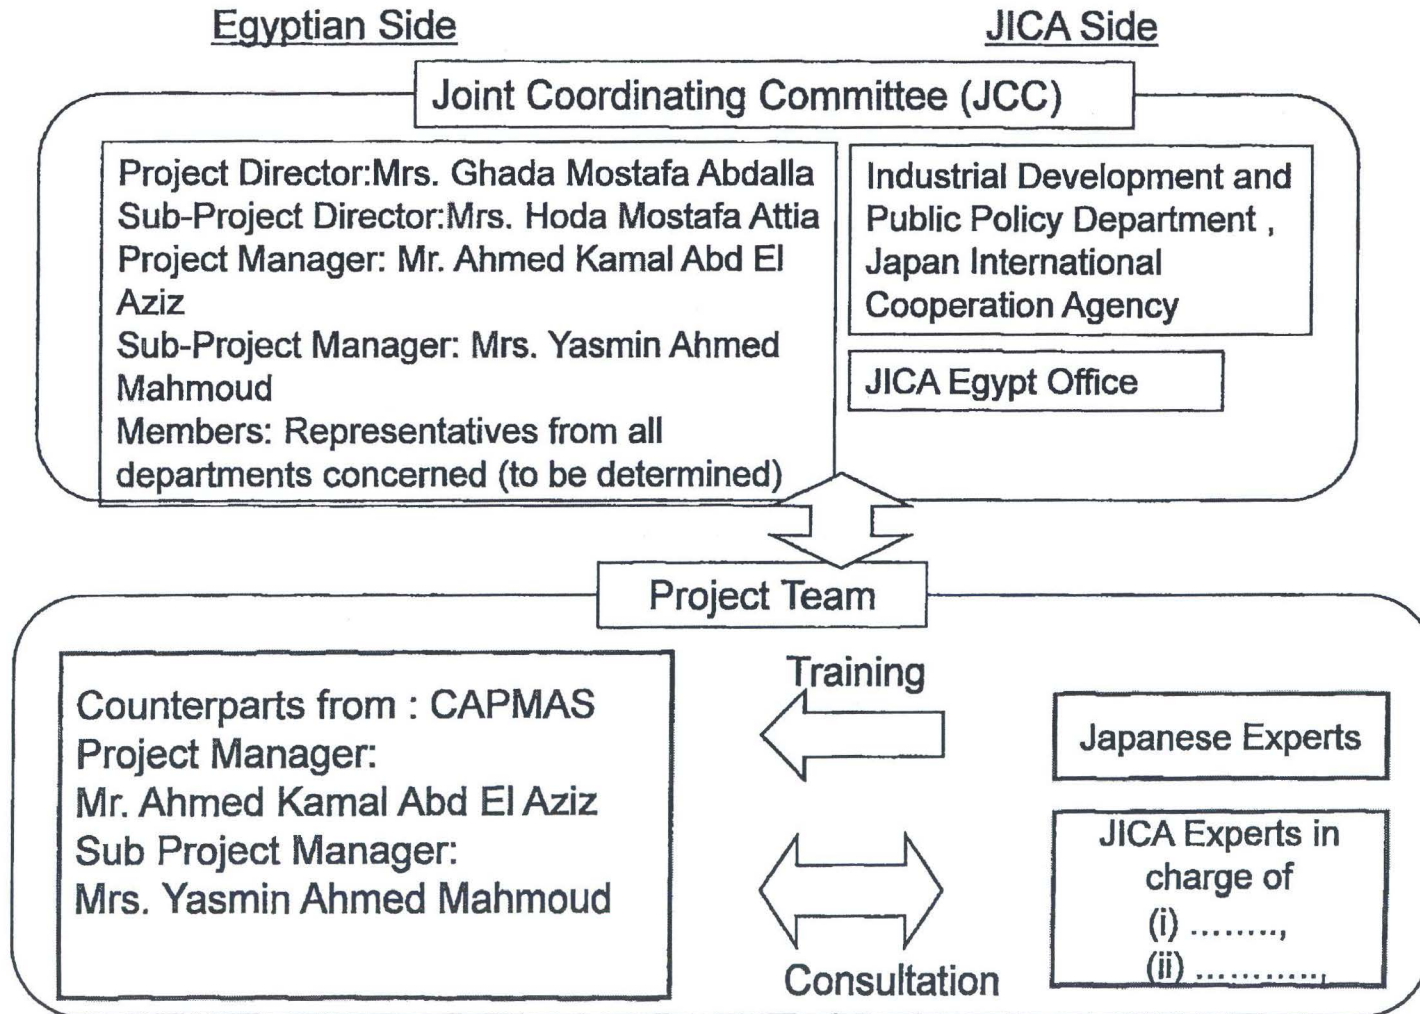 Egyptian Side
JICA Side
Joint Coordinating Committee (JCC)
Project Director:Mrs. Ghada Mostafa Abdalla
Sub-Project Director:Mrs. Hoda Mostafa Attia
Project Manager: Mr. Ahmed Kamal Abd El
Aziz
Sub-Project Manager: Mrs. Yasmin Ahmed
Mahmoud
Members: Representatives from all
departments concerned (to be determined)
Industrial Development and
Public Policy Department ,
Japan International
Cooperation Agency
JICA Egypt Office
Project Team
Counterparts from : CAPMAS
Project Manager:
Mr. Ahmed Kamal Abd El Aziz
Sub Project Manager:
Mrs. Yasmin Ahmed Mahmoud
Training
Consultation
Japanese Experts
JICA Experts in
charge of
(i) ........,
(ii) ...........,